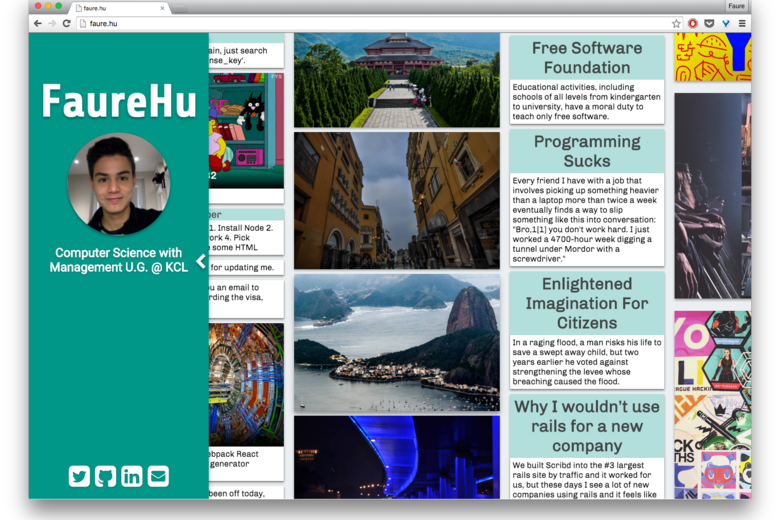 faure.hu
Faure
faure.hu
FaureHu
Computer Science with
Management U.G. @ KCL
ain, just search
nse_key'.
1. Install Node 2.
ork 4. Pick
e some HTML
for updating me.
ou an email to
arding the visa,
ebpack React
generator
been off today,
Free Software
Foundation
Educational activities, including
schools of all levels from kindergarten
to university, have a moral duty to
teach only free software.
Programming
Sucks
Every friend I have with a job that
involves picking up something heavier
than a laptop more than twice a week
eventually finds a way to slip
something like this into conversation:
"Bro,1[1] you don't work hard. I just
worked a 4700-hour week digging a
tunnel under Mordor with a
screwdriver."
Enlightened
Imagination For
Citizens
In a raging flood, a man risks his life to
save a swept away child, but two
years earlier he voted against
strengthening the levee whose
breaching caused the flood.
Why I wouldn't use
rails for a new
company
We built Scribd into the #3 largest
rails site by traffic and it worked for
us, but these days I see a lot of new
companies using rails and it feels like